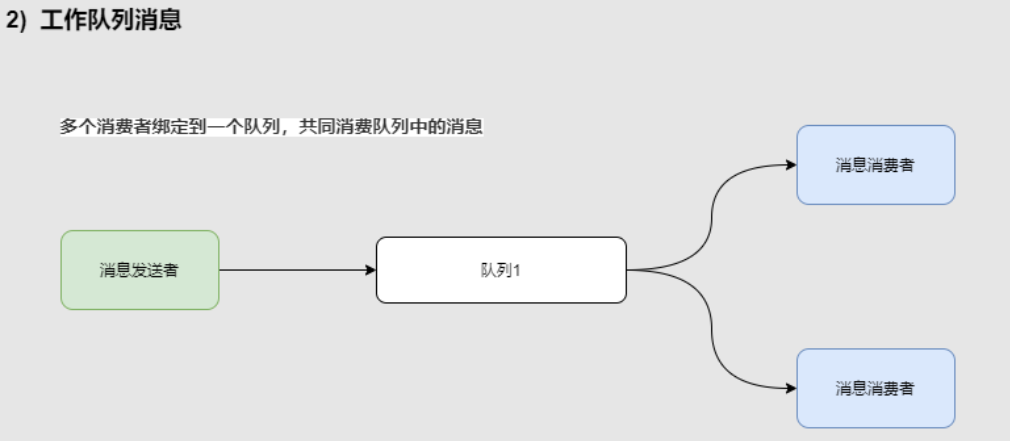 2) 工作队列消息
多个消费者绑定到一个队列，共同消费队列中的消息
消息消费者
消息发送者
队列1
消息消费者